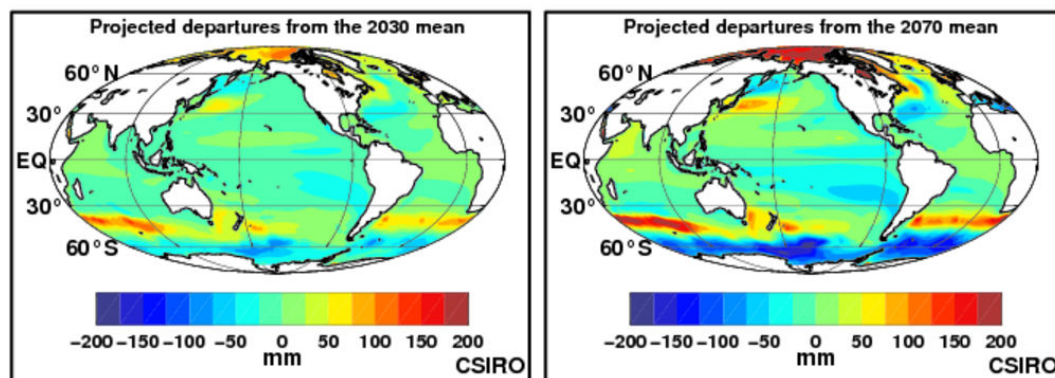 Projected departures from the 2030 mean
60°N
30°
EQ
30°
60°S
−200 −150 −100 −50 0 50 100 150 200
mm
CSIRO
Projected departures from the 2070 mean
60°N
30°
EQ
30°
60°S
−200 −150 −100 −50 0 50 100 150 200
mm
CSIRO